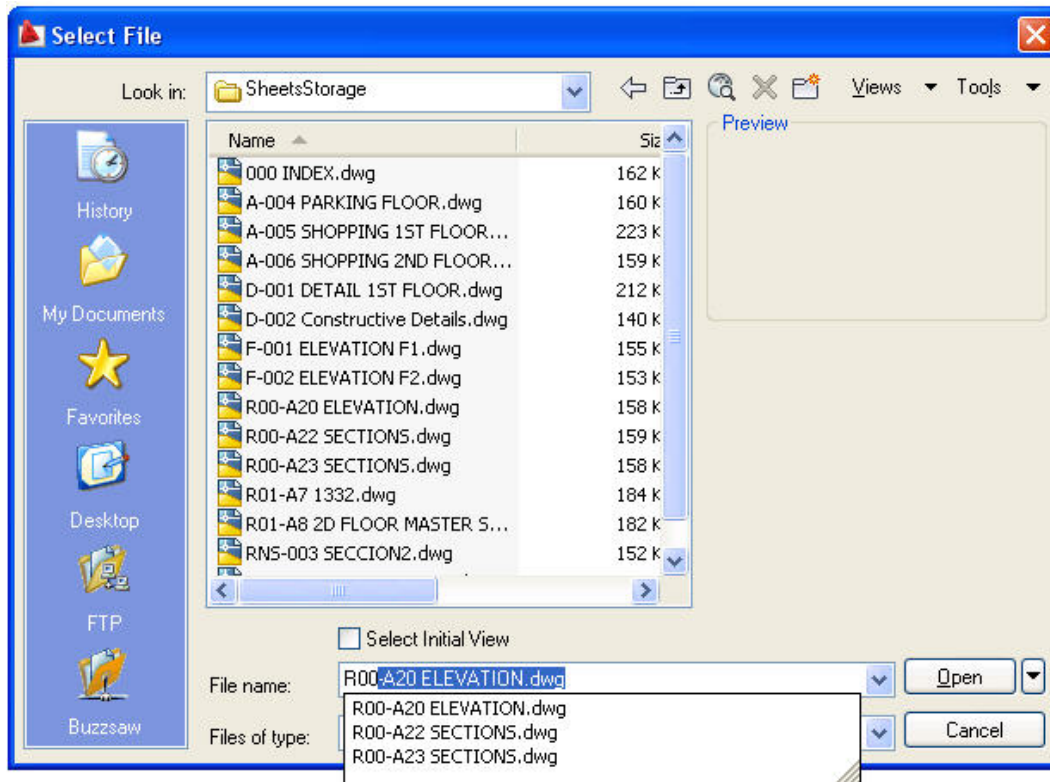 Select File
Look in:
SheetsStorage
Views
Tools
Name
Siz
Preview
000 INDEX.dwg 162 K
A-004 PARKING FLOOR.dwg 160 K
A-005 SHOPPING 1ST FLOOR... 223 K
A-006 SHOPPING 2ND FLOOR... 159 K
D-001 DETAIL 1ST FLOOR.dwg 212 K
D-002 Constructive Details.dwg 140 K
F-001 ELEVATION F1.dwg 155 K
F-002 ELEVATION F2.dwg 153 K
R00-A20 ELEVATION.dwg 158 K
R00-A22 SECTIONS.dwg 159 K
R00-A23 SECTIONS.dwg 158 K
R01-A7 1332.dwg 184 K
R01-A8 2D FLOOR MASTER S... 182 K
RNS-003 SECCION2.dwg 152 K
History
My Documents
Favorites
Desktop
FTP
Buzzsaw
Select Initial View
File name:
R00-A20 ELEVATION.dwg
Open
R00-A20 ELEVATION.dwg
R00-A22 SECTIONS.dwg
R00-A23 SECTIONS.dwg
Files of type:
Cancel